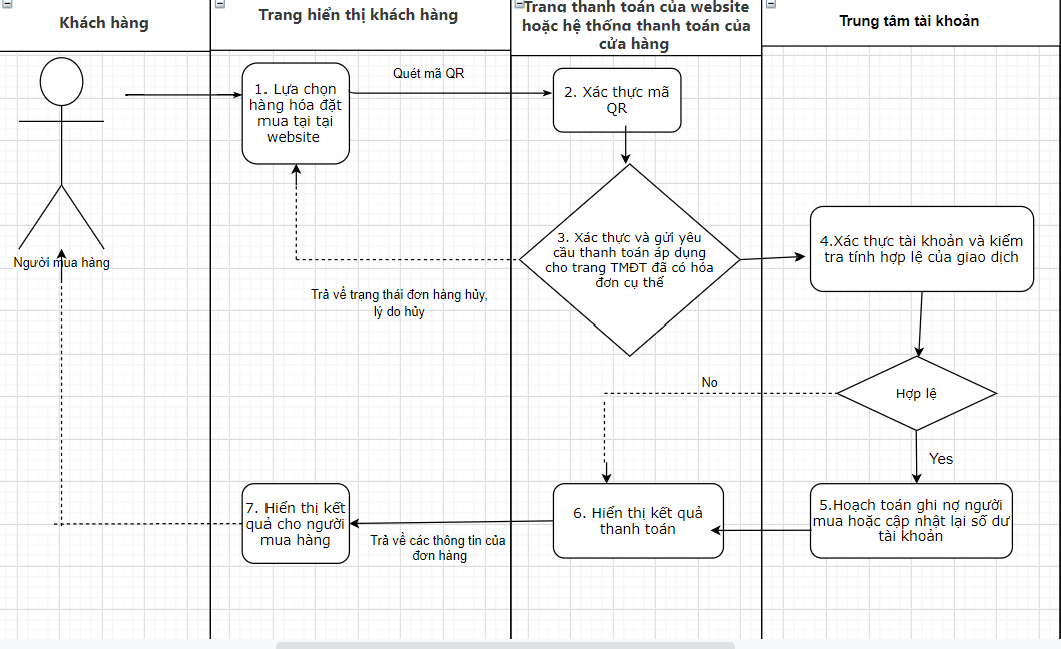 Khách hàng
Trang hiển thị khách hàng
Trang thanh toán của website
hoặc hệ thống thanh toán của
cửa hàng
Trung tâm tài khoản
Quét mã QR
1. Lựa chọn
hàng hóa đặt
mua tại tại
website
2. Xác thực mã
QR
3. Xác thực và gửi yêu
cầu thanh toán áp dụng
cho trang TMĐT đã có hóa
đơn cụ thể
4.Xác thực tài khoản và kiểm
tra tính hợp lệ của giao dịch
Người mua hàng
Trả về trạng thái đơn hàng hủy,
lý do hủy
No
Hợp lệ
Yes
7. Hiển thị kết
quả cho người
mua hàng
Trả về các thông tin của
đơn hàng
6. Hiển thị kết quả
thanh toán
5.Hoạch toán ghi nợ người
mua hoặc cập nhật lại số dư
tài khoản